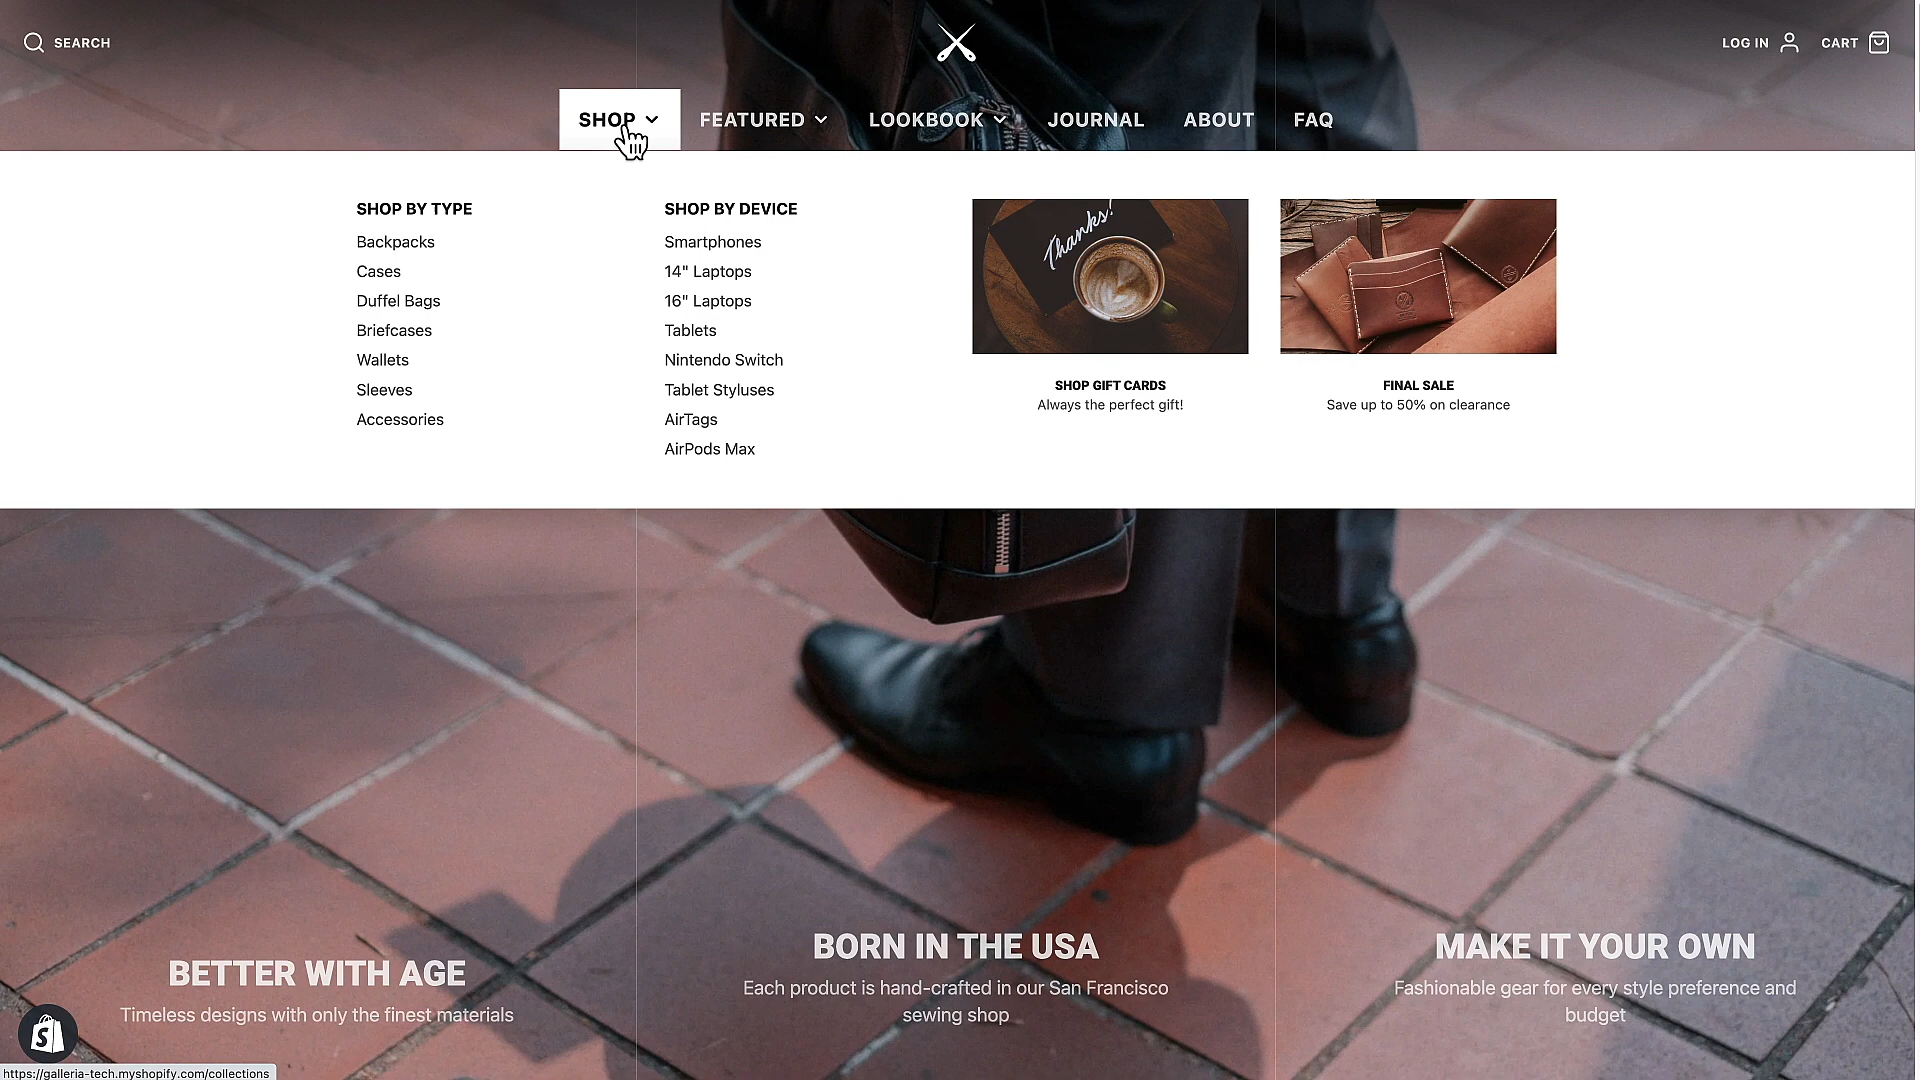 SEARCH
LOG IN
CART
SHOP
FEATURED
LOOKBOOK
JOURNAL
ABOUT
FAQ
SHOP BY TYPE
Backpacks
Cases
Duffel Bags
Briefcases
Wallets
Sleeves
Accessories
SHOP BY DEVICE
Smartphones
14" Laptops
16" Laptops
Tablets
Nintendo Switch
Tablet Styluses
AirTags
AirPods Max
Thanks!
SHOP GIFT CARDS
Always the perfect gift!
FINAL SALE
Save up to 50% on clearance
BETTER WITH AGE
Timeless designs with only the finest materials
BORN IN THE USA
Each product is hand-crafted in our San Francisco
sewing shop
MAKE IT YOUR OWN
Fashionable gear for every style preference and
budget
https://galleria-tech.myshopify.com/collections